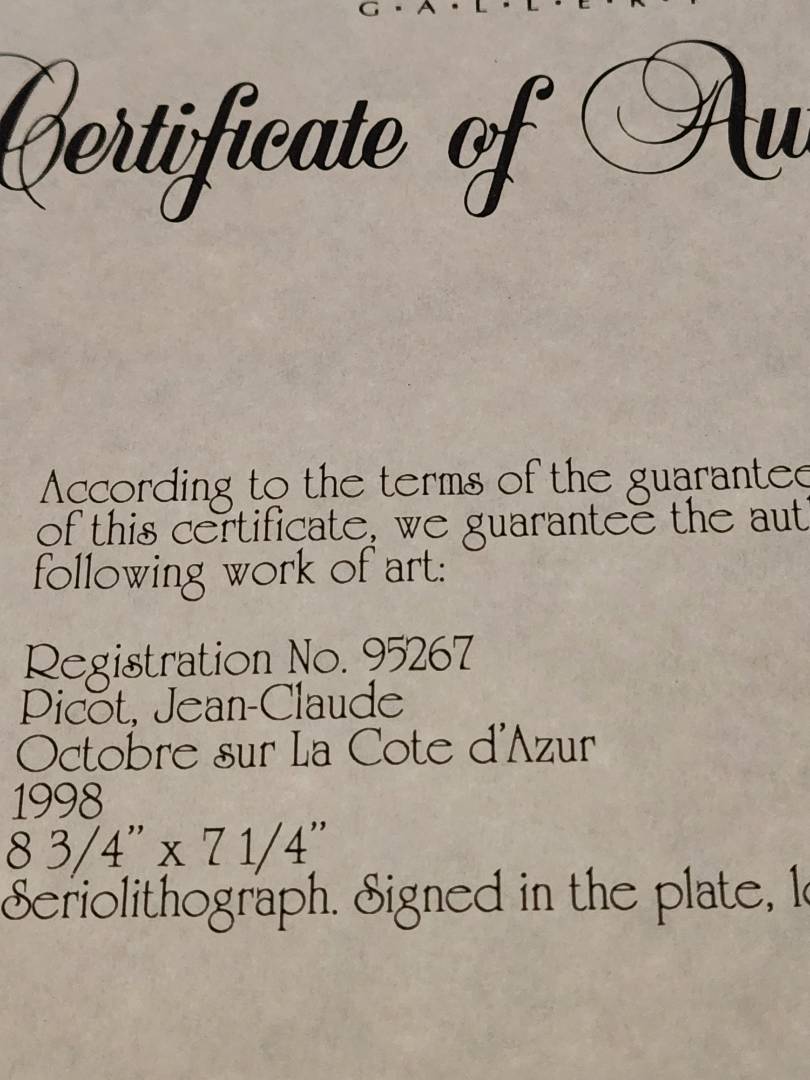 G·A·L·L·E·R·Y
Certificate of Au
According to the terms of the guarantee
of this certificate, we guarantee the aut
following work of art:
Registration No. 95267
Picot, Jean-Claude
Octobre sur La Cote d'Azur
1998
8 3/4" x 7 1/4"
Seriolithograph. Signed in the plate, lo